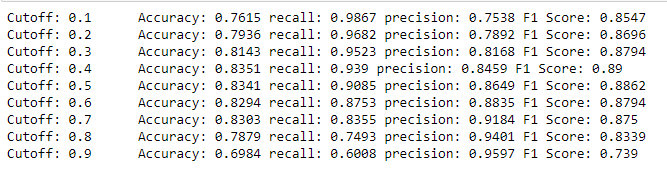 Cutoff: 0.1 Accuracy: 0.7615 recall: 0.9867 precision: 0.7538 F1 Score: 0.8547
Cutoff: 0.2 Accuracy: 0.7936 recall: 0.9682 precision: 0.7892 F1 Score: 0.8696
Cutoff: 0.3 Accuracy: 0.8143 recall: 0.9523 precision: 0.8168 F1 Score: 0.8794
Cutoff: 0.4 Accuracy: 0.8351 recall: 0.939 precision: 0.8459 F1 Score: 0.89
Cutoff: 0.5 Accuracy: 0.8341 recall: 0.9085 precision: 0.8649 F1 Score: 0.8862
Cutoff: 0.6 Accuracy: 0.8294 recall: 0.8753 precision: 0.8835 F1 Score: 0.8794
Cutoff: 0.7 Accuracy: 0.8303 recall: 0.8355 precision: 0.9184 F1 Score: 0.875
Cutoff: 0.8 Accuracy: 0.7879 recall: 0.7493 precision: 0.9401 F1 Score: 0.8339
Cutoff: 0.9 Accuracy: 0.6984 recall: 0.6008 precision: 0.9597 F1 Score: 0.739